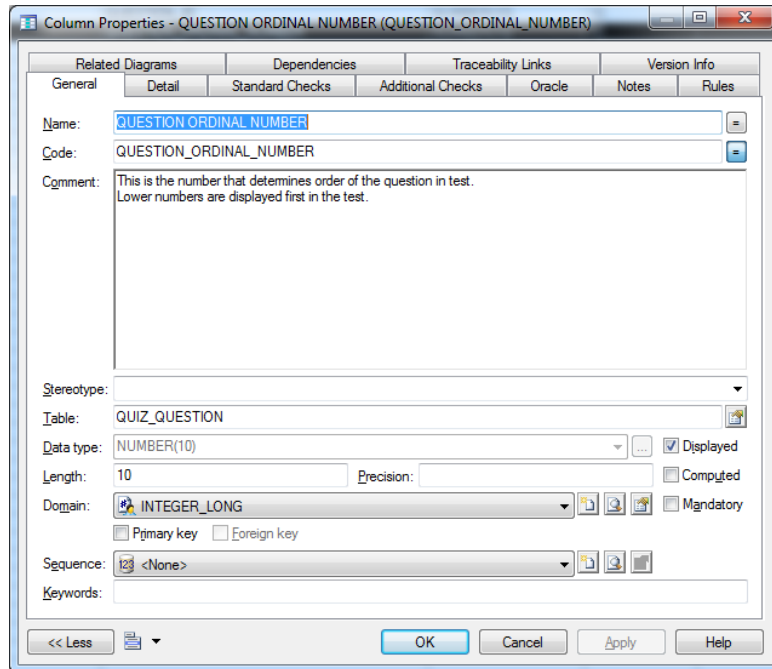 Column Properties - QUESTION ORDINAL NUMBER (QUESTION_ORDINAL_NUMBER)
Related Diagrams Dependencies Traceability Links Version Info
General Detail Standard Checks Additional Checks Oracle Notes Rules
Name: QUESTION ORDINAL NUMBER =
Code: QUESTION_ORDINAL_NUMBER =
Comment: This is the number that determines order of the question in test.
Lower numbers are displayed first in the test.
Stereotype:
Table: QUIZ_QUESTION
Data type: NUMBER(10) ... Displayed
Length: 10 Precision: Computed
Domain: INTEGER_LONG Mandatory
Primary key Foreign key
Sequence: 123 <None>
Keywords:
<< Less OK Cancel Apply Help